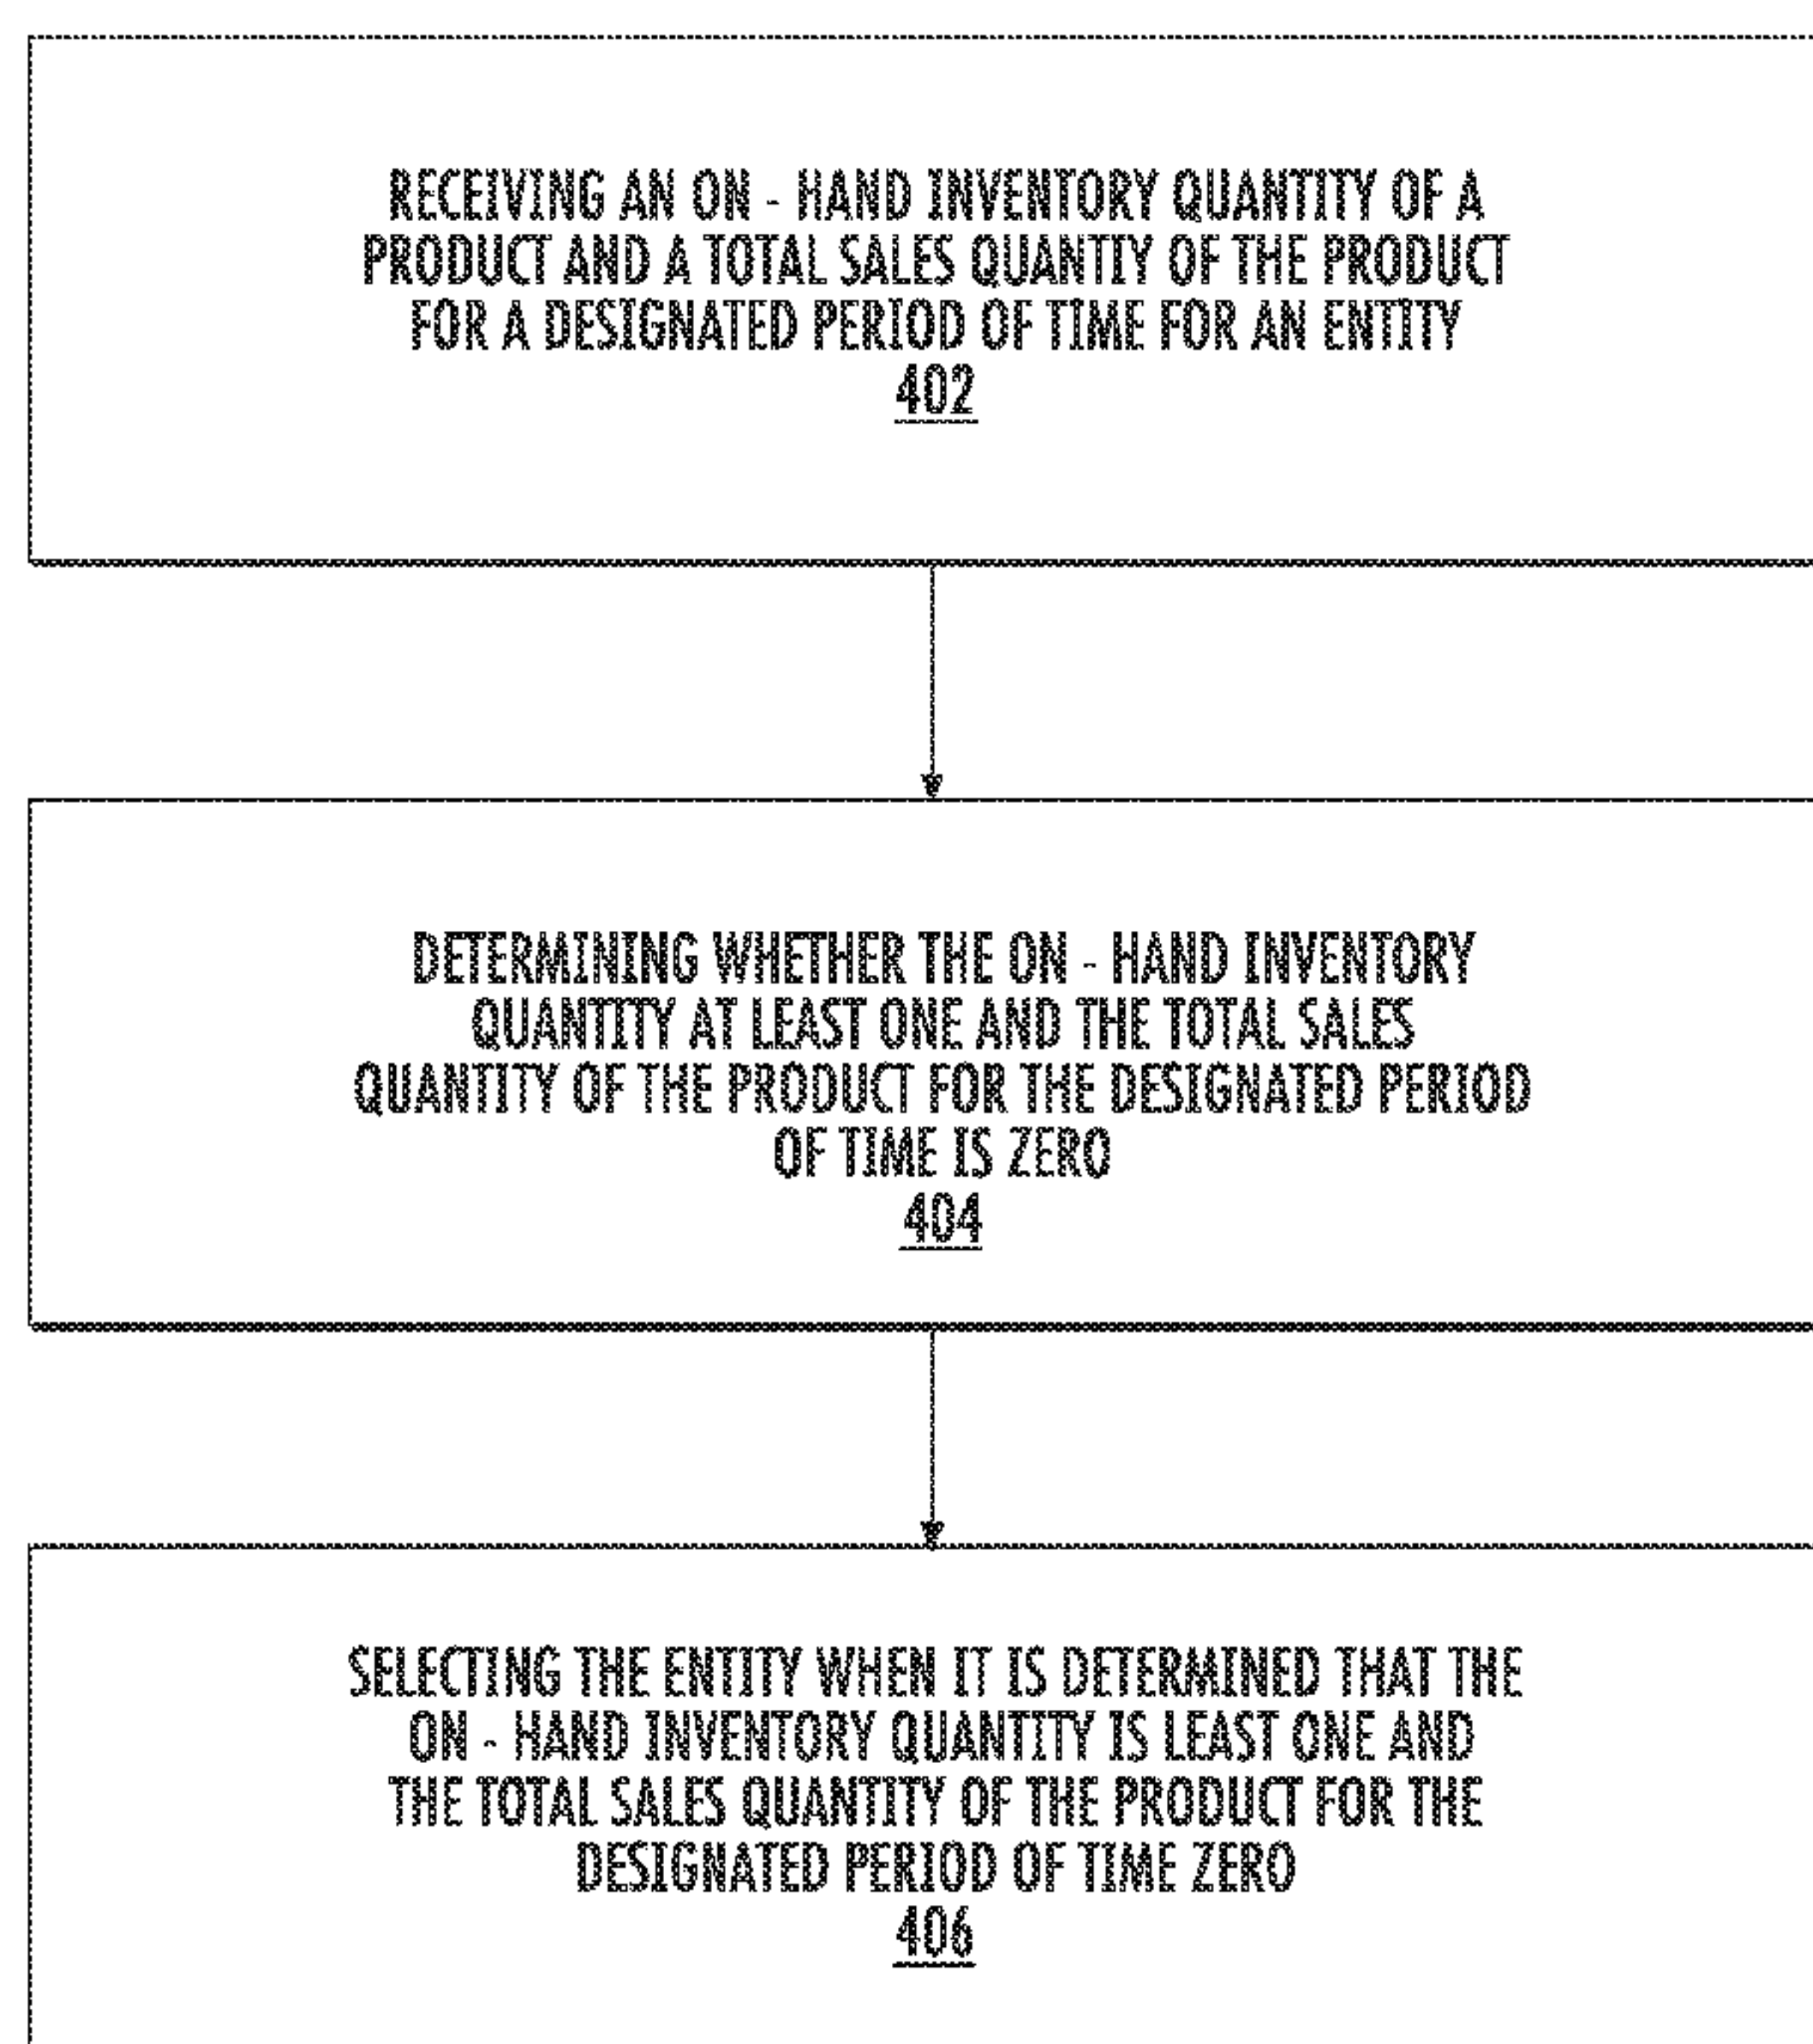 RECEIVING AN ON - HAND INVENTORY QUANTITY OF A
PRODUCT AND A TOTAL SALES QUANTIY OF THE PRODUCT
FOR A DESIGNATED PERIOD OF TIME FOR AN ENTITY
402
DETERMINING WHETHER THE ON - HAND INVENTORY
QUANTITY AT LEAST ONE AND THE TOTAL SALES
QUANTITY OF THE PRODUCT FOR THE DESIGNATED PERIOD
OF TIME IS ZERO
404
SELECTING THE ENTITY WHEN IT IS DETERMINED THAT THE
ON - HAND INVENTORY QUANTITY IS LEAST ONE AND
THE TOTAL SALES QUANTITY OF THE PRODUCT FOR THE
DESIGNATED PERIOD OF TIME ZERO
406